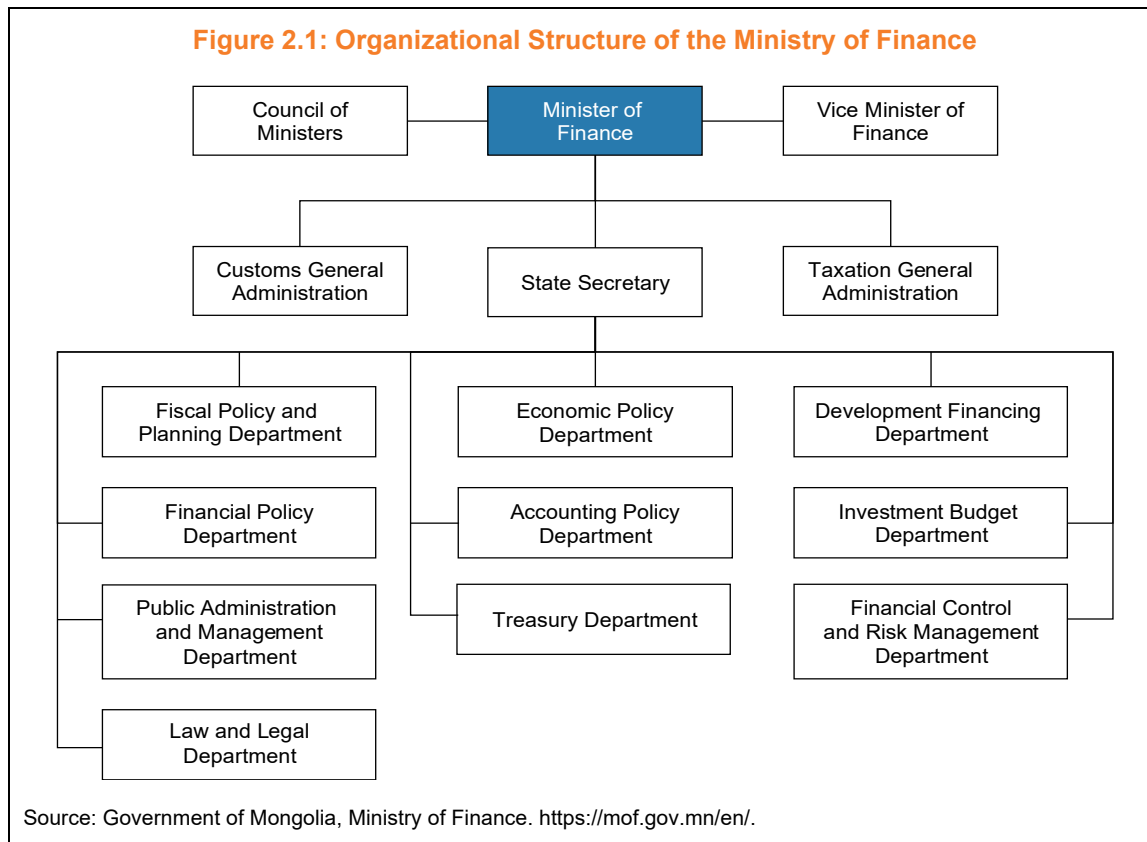 Figure 2.1: Organizational Structure of the Ministry of Finance
Council of
Ministers
Minister of
Finance
Vice Minister of
Finance
Customs General
Administration
State Secretary
Taxation General
Administration
Fiscal Policy and
Planning Department
Economic Policy
Department
Development Financing
Department
Financial Policy
Department
Accounting Policy
Department
Investment Budget
Department
Public Administration
and Management
Department
Treasury Department
Financial Control
and Risk Management
Department
Law and Legal
Department
Source: Government of Mongolia, Ministry of Finance. https://mof.gov.mn/en/.